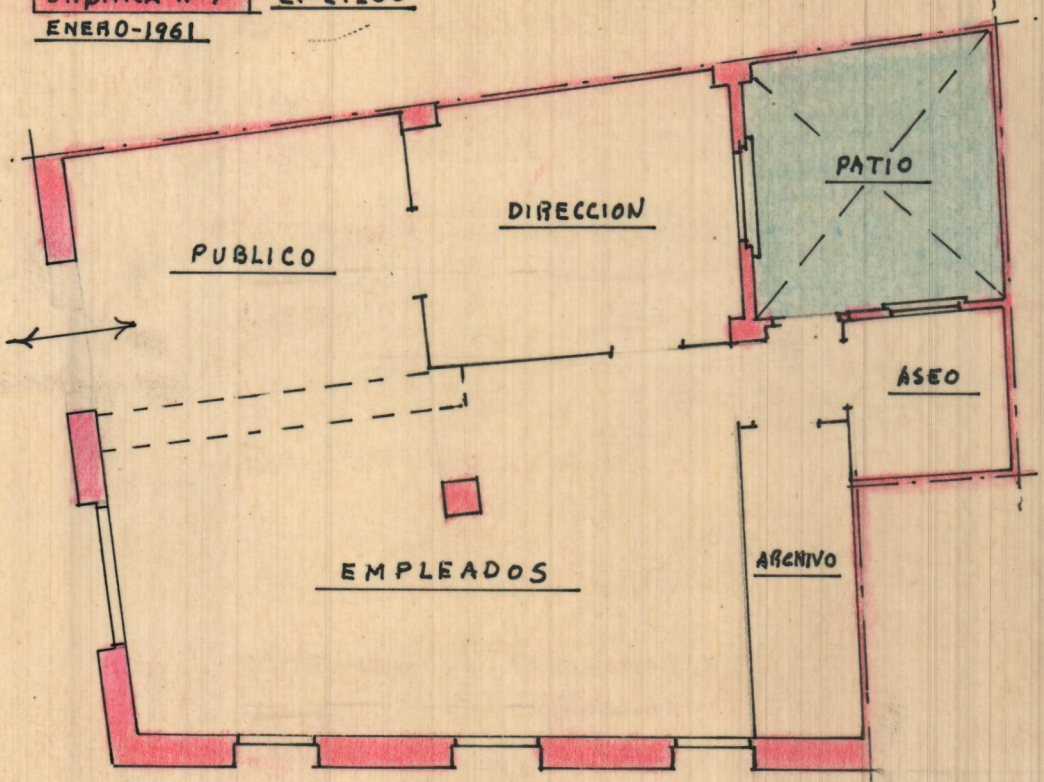 ENERO-1961
PATIO
DIRECCION
PUBLICO
ASEO
EMPLEADOS
ARCHIVO